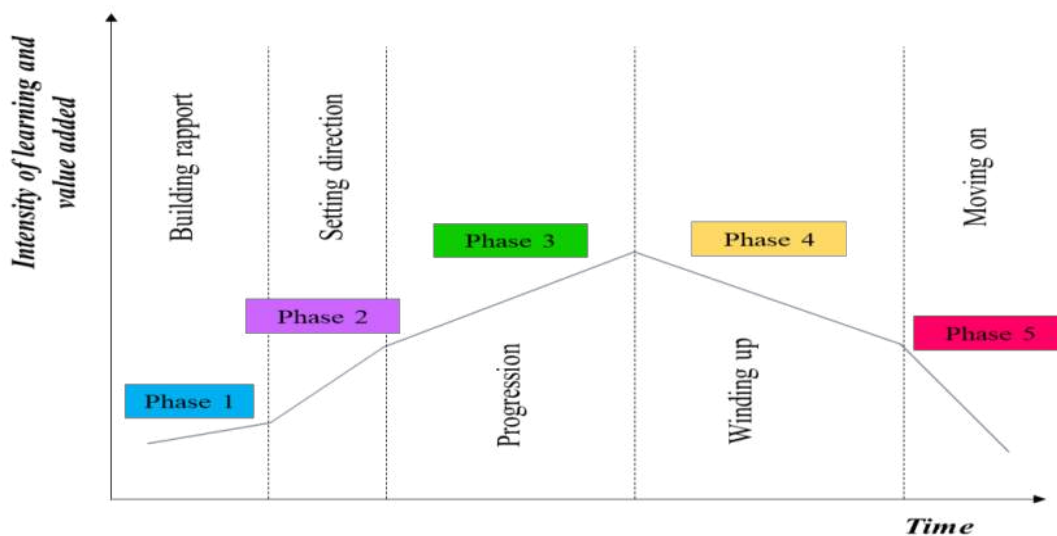 Intensity of learning and
value added
Building rapport
Setting direction
Moving on
Phase 3
Phase 4
Phase 2
Phase 5
Phase 1
Progression
Winding up
Time